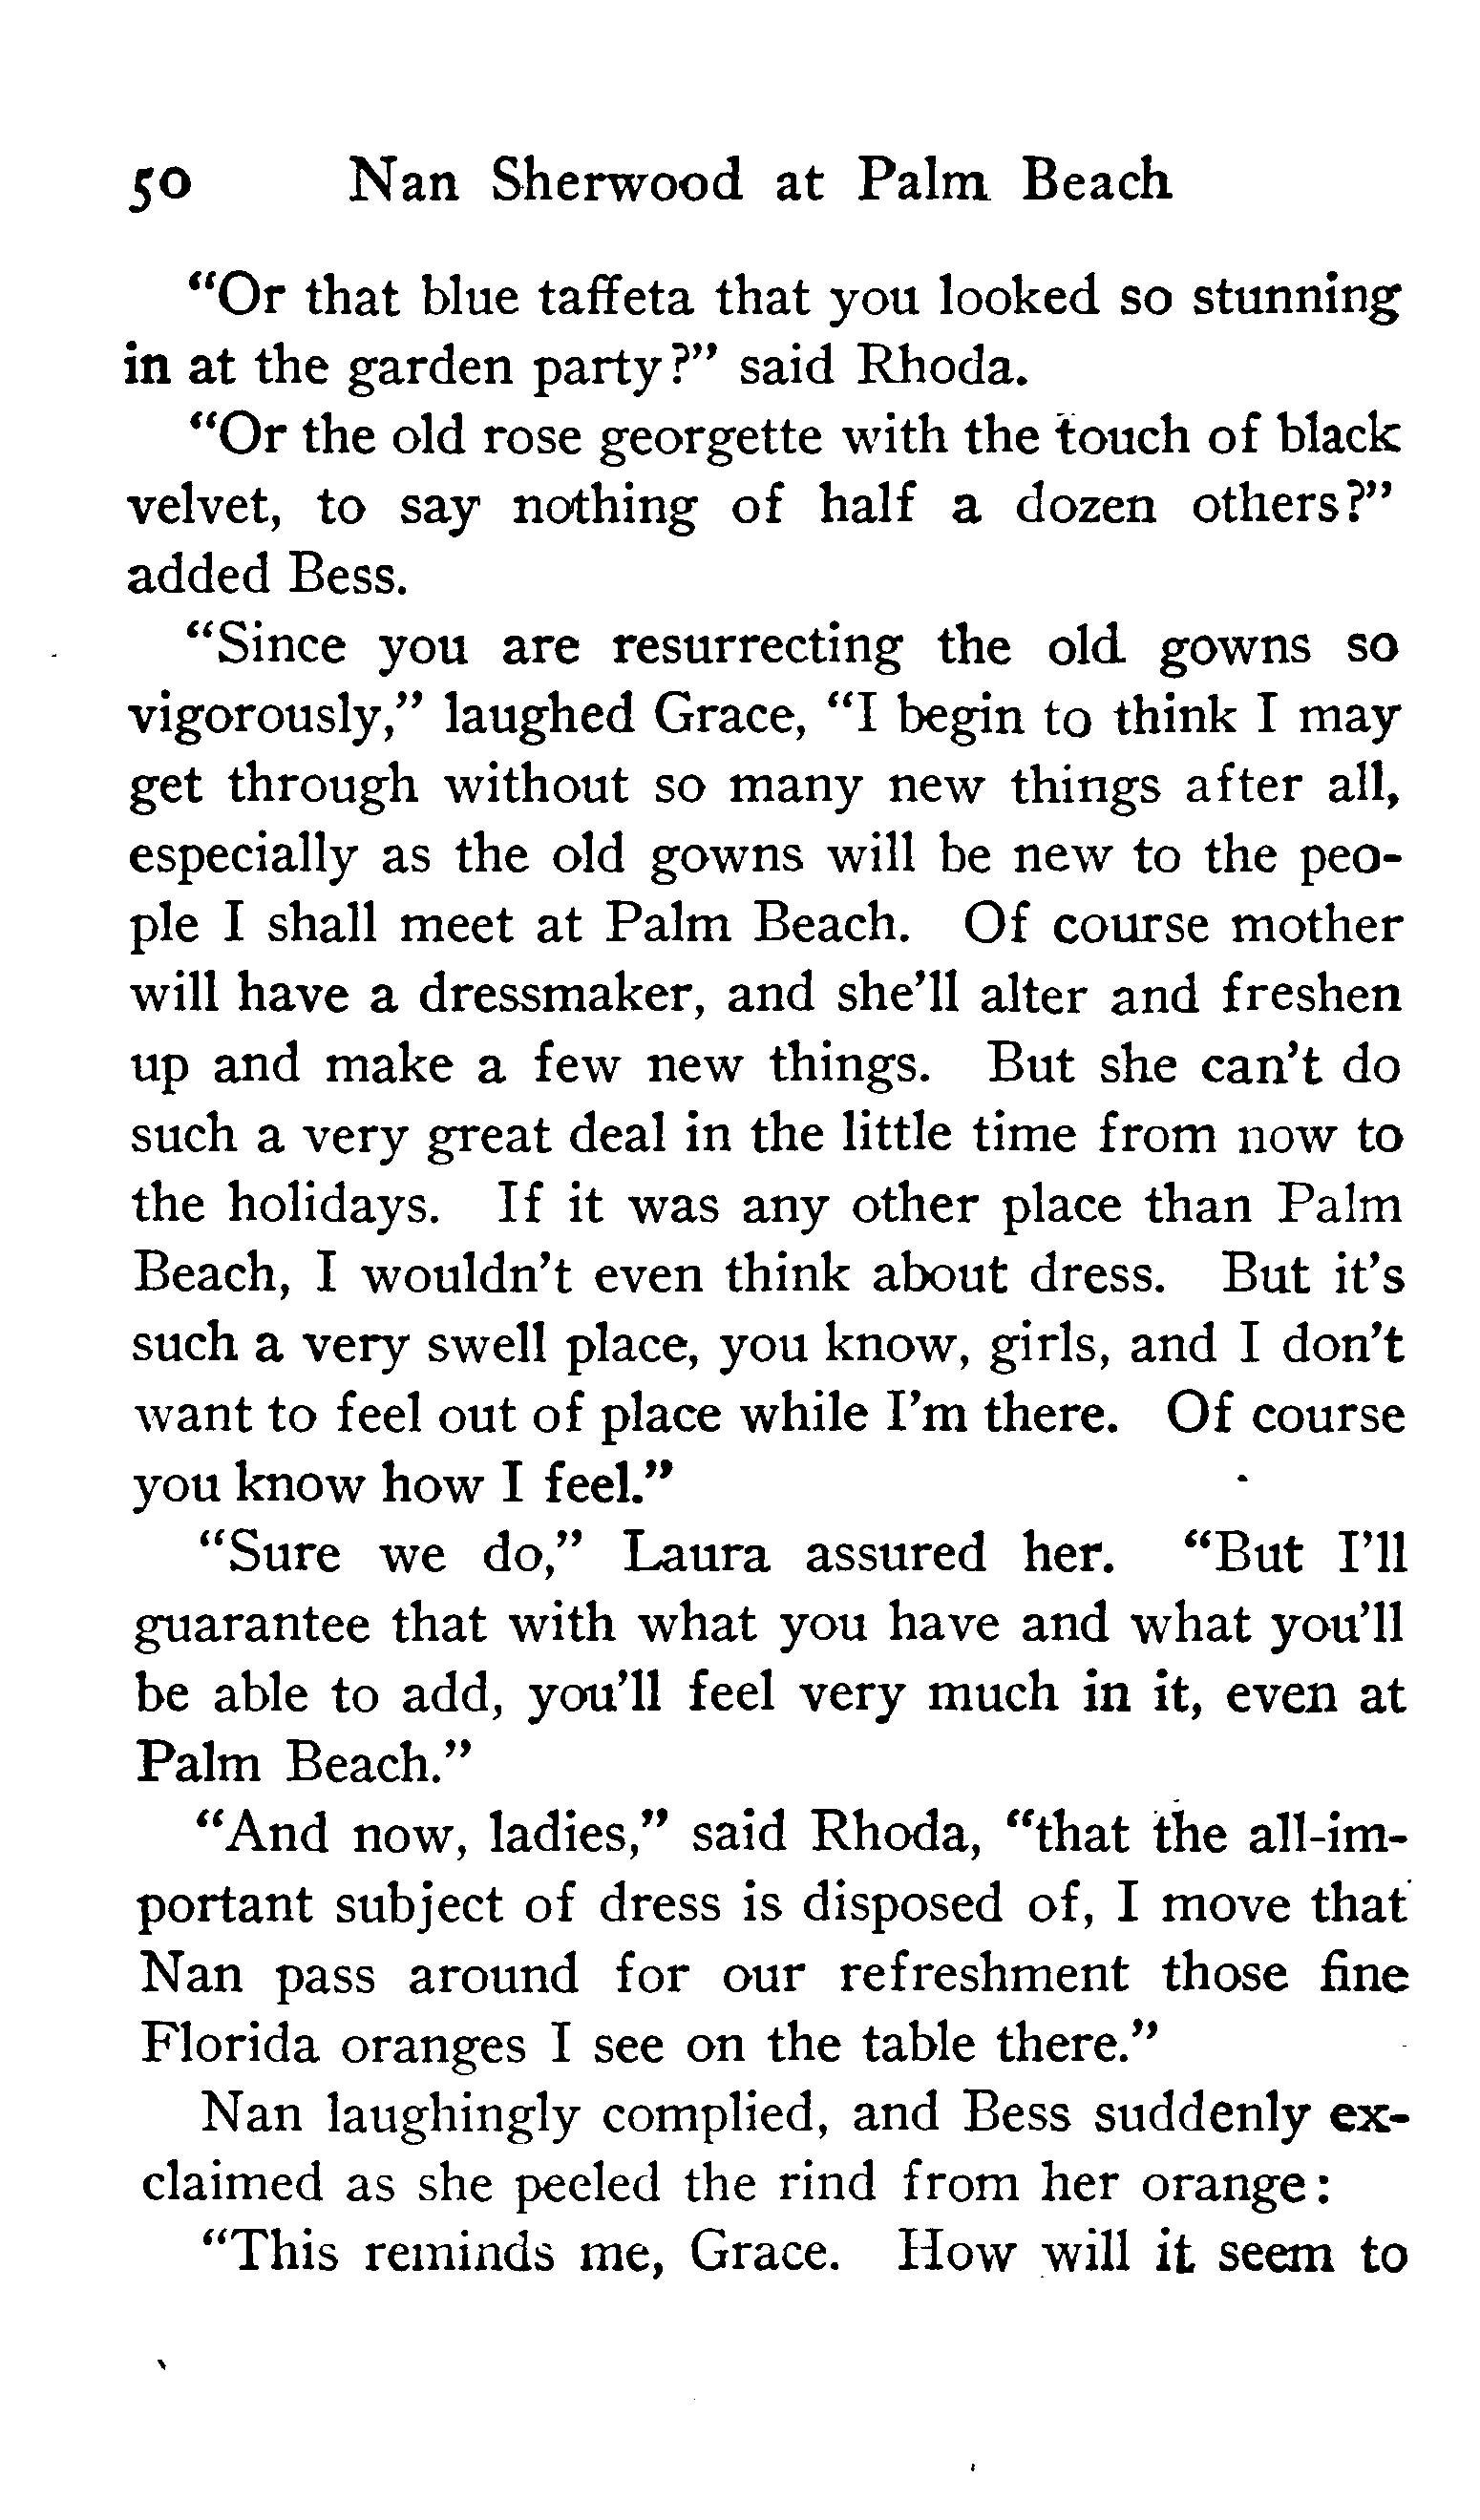 50 Nan Sherwood at Palm Beach
"Or that blue taffeta that you looked so stunning
in at the garden party?" said Rhoda.
"Or the old rose georgette with the touch of black
velvet, to say nothing of half a dozen others?"
added Bess.
"Since you are resurrecting the old gowns so
vigorously," laughed Grace, "I begin to think I may
get through without so many new things after all,
especially as the old gowns will be new to the peo-
ple I shall meet at Palm Beach. Of course mother
will have a dressmaker, and she'll alter and freshen
up and make a few new things. But she can't do
such a very great deal in the little time from now to
the holidays. If it was any other place than Palm
Beach, I wouldn't even think about dress. But it's
such a very swell place, you know, girls, and I don't
want to feel out of place while I'm there. Of course
you know how I feel."
"Sure we do," Laura assured her. "But I'll
guarantee that with what you have and what you'll
be able to add, you'll feel very much in it, even at
Palm Beach."
"And now, ladies," said Rhoda, "that the all-im-
portant subject of dress is disposed of, I move that
Nan pass around for our refreshment those fine
Florida oranges I see on the table there."
Nan laughingly complied, and Bess suddenly ex-
claimed as she peeled the rind from her orange:
"This reminds me, Grace. How will it seem to